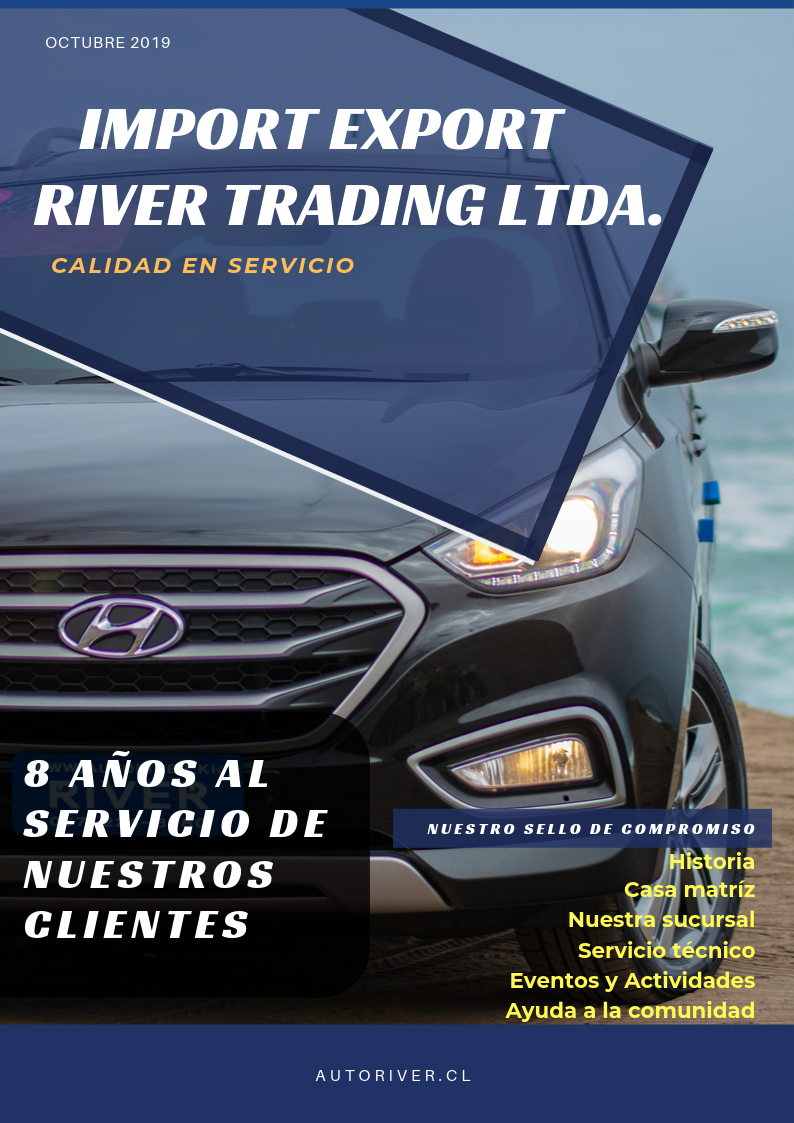 OCTUBRE 2019
IMPORT EXPORT
RIVER TRADING LTDA.
CALIDAD EN SERVICIO
8 AÑOS AL
SERVICIO DE
NUESTROS
CLIENTES
RIVER
NUESTRO SELLO DE COMPROMISO
Historia
Casa matríz
Nuestra sucursal
Servicio técnico
Eventos y Actividades
Ayuda a la comunidad
AUTORIVER.CL